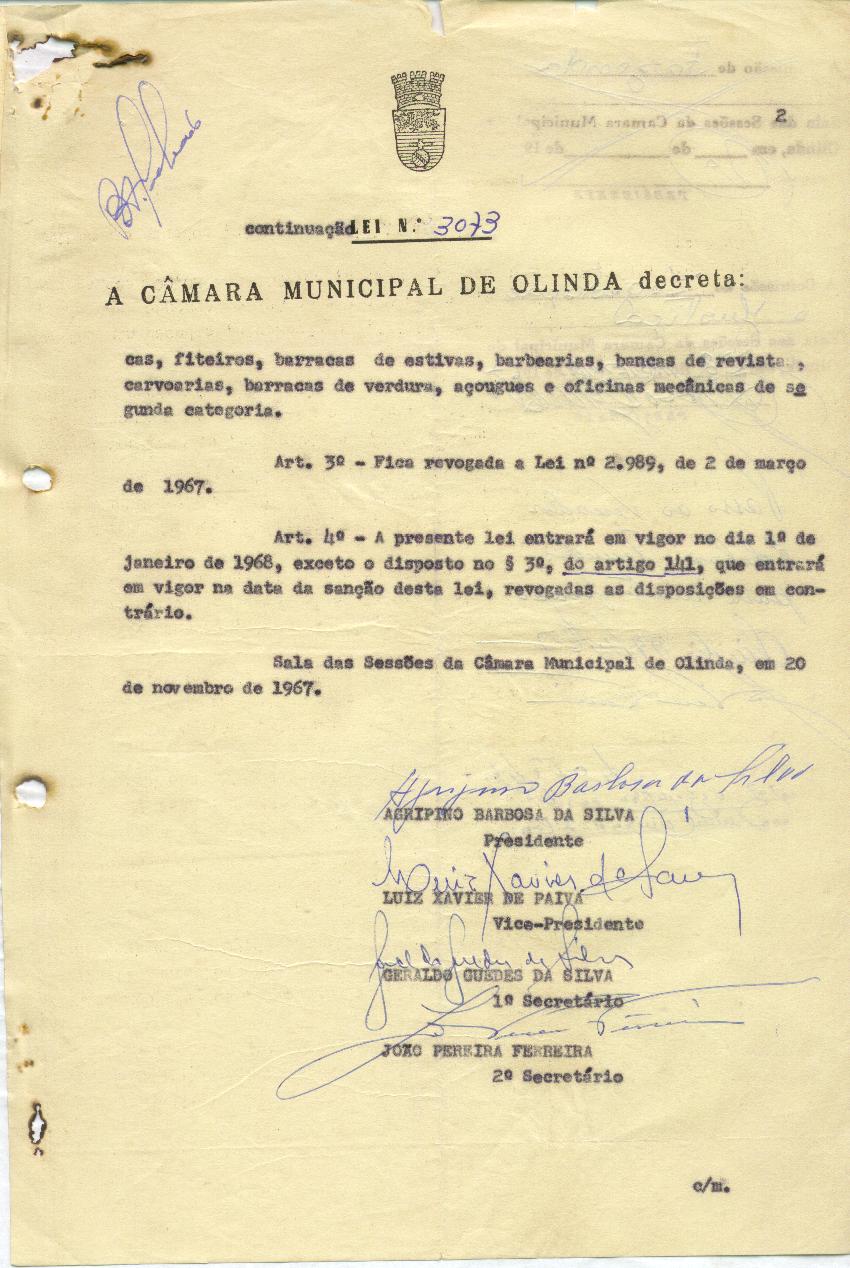 2
continuação LEI N.º 3073
A CÂMARA MUNICIPAL DE OLINDA decreta:
cas, fiteiros, barracas de estivas, barbearias, bancas de revista ,
carvoarias, barracas de verdura, açougues e oficinas mecânicas de se
gunda categoria.
Art. 3º - Fica revogada a Lei nº 2.989, de 2 de março
de 1967.
Art. 4º - A presente lei entrará em vigor no dia 1º de
janeiro de 1968, exceto o disposto no § 3º, do artigo 141, que entrará
em vigor na data da sanção desta lei, revogadas as disposições em con-
trário.
Sala das Sessões da Câmara Municipal de Olinda, em 20
de novembro de 1967.
Agripino Barbosa da Silva
AGRIPINO BARBOSA DA SILVA
Presidente
Luiz Xavier de Paiva
LUIZ XAVIER DE PAIVA
Vice-Presidente
Geraldo Guedes da Silva
GERALDO GUEDES DA SILVA
1º Secretário
JOÃO PEREIRA FERREIRA
2º Secretário
c/m.